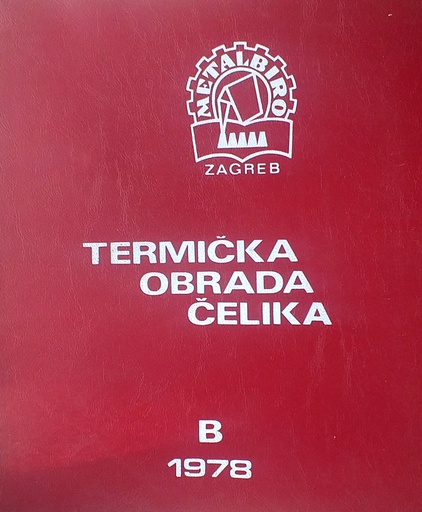 METALBIRO
ZAGREB
TERMIČKA
OBRADA
ČELIKA
B
1978